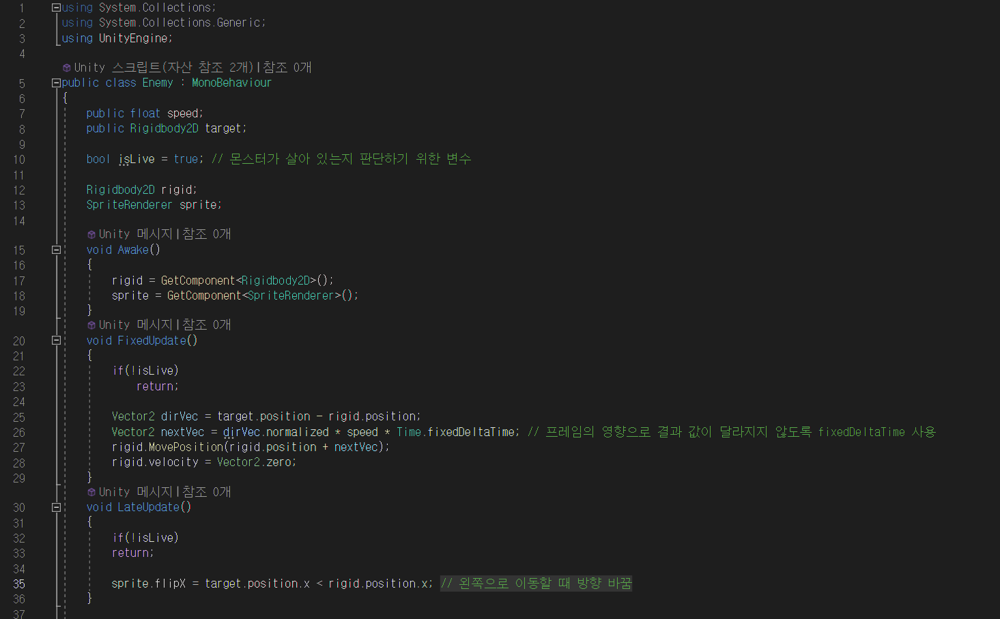 1 using System.Collections;
2 using System.Collections.Generic;
3 using UnityEngine;
4
Unity 스크립트(자산 참조 2개)|참조 0개
5 public class Enemy : MonoBehaviour
6 {
7 public float speed;
8 public Rigidbody2D target;
9
10 bool isLive = true; // 몬스터가 살아 있는지 판단하기 위한 변수
11
12 Rigidbody2D rigid;
13 SpriteRenderer sprite;
14
Unity 메시지|참조 0개
15 void Awake()
16 {
17 rigid = GetComponent<Rigidbody2D>();
18 sprite = GetComponent<SpriteRenderer>();
19 }
Unity 메시지|참조 0개
20 void FixedUpdate()
21 {
22 if(!isLive)
23 return;
24
25 Vector2 dirVec = target.position - rigid.position;
26 Vector2 nextVec = dirVec.normalized * speed * Time.fixedDeltaTime; // 프레임의 영향으로 결과 값이 달라지지 않도록 fixedDeltaTime 사용
27 rigid.MovePosition(rigid.position + nextVec);
28 rigid.velocity = Vector2.zero;
29 }
Unity 메시지|참조 0개
30 void LateUpdate()
31 {
32 if(!isLive)
33 return;
34
35 sprite.flipX = target.position.x < rigid.position.x; // 왼쪽으로 이동할 때 방향 바꿈
36 }
37